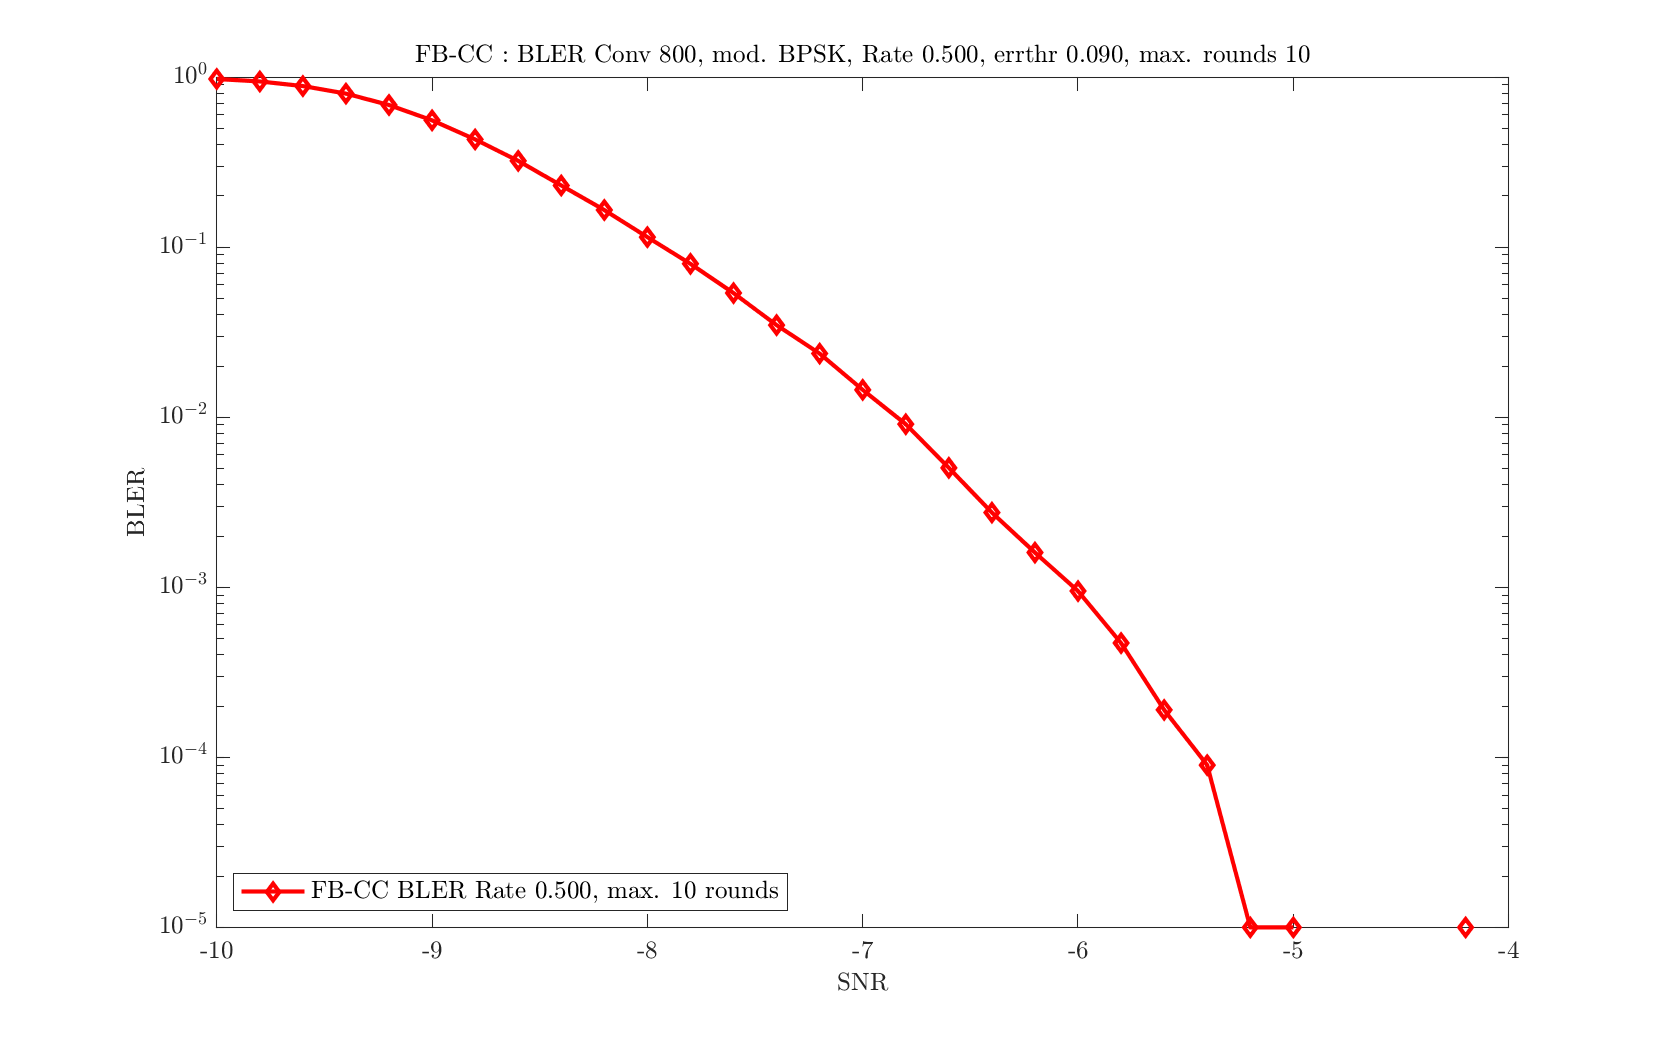 FB-CC : BLER Conv 800, mod. BPSK, Rate 0.500, errthr 0.090, max. rounds 10
10^0
10^-1
10^-2
10^-3
10^-4
10^-5
BLER
FB-CC BLER Rate 0.500, max. 10 rounds
-10 -9 -8 -7 -6 -5 -4
SNR